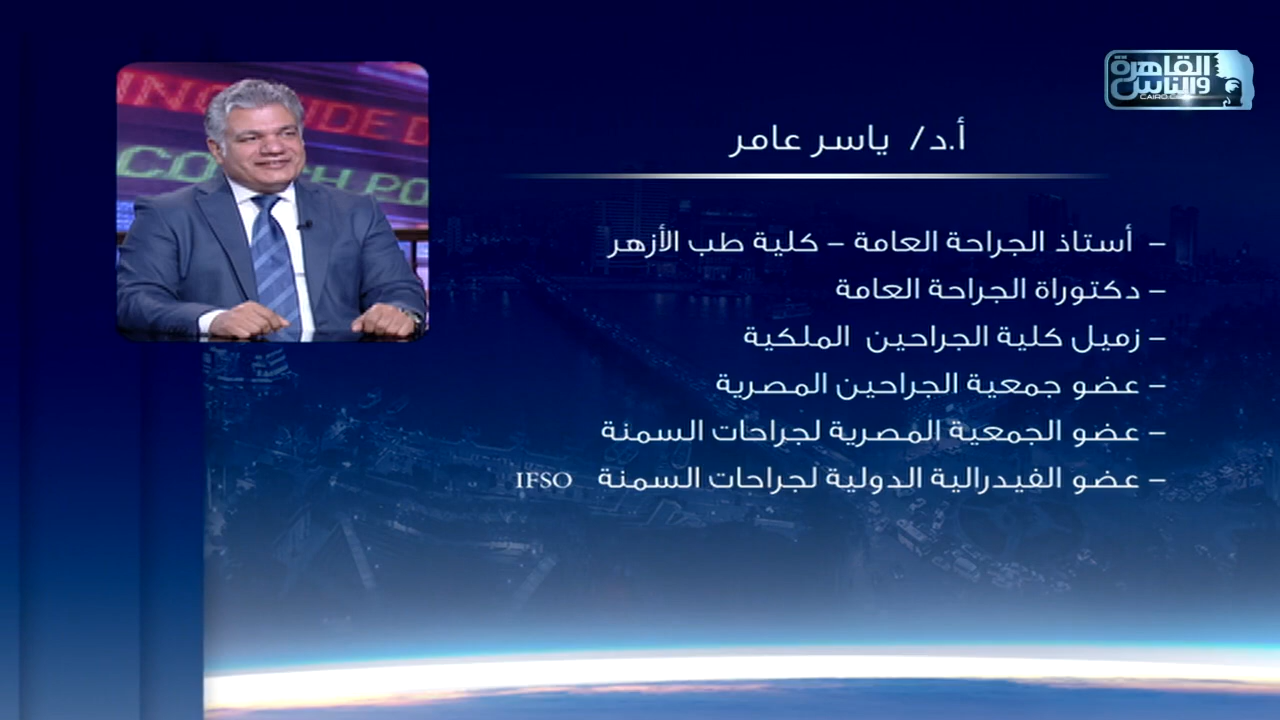 القاهرة
والناس
أ.د/ ياسر عامر
- أستاذ الجراحة العامة - كلية طب الأزهر
- دكتوراة الجراحة العامة
- زميل كلية الجراحين الملكية
- عضو جمعية الجراحين المصرية
- عضو الجمعية المصرية لجراحات السمنة
- عضو الفيدرالية الدولية لجراحات السمنة IFSO